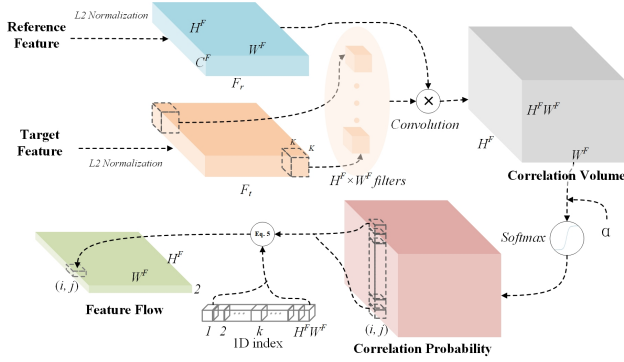 L2 Normalization
Reference
Feature
H^F
W^F
C^F
F_r
Target
Feature
L2 Normalization
K
K
F_t
H^F×W^F filters
Convolution
H^F W^F
H^F
W^F
Correlation Volume
Softmax
α
Eq. 5
H^F
W^F
2
(i, j)
Feature Flow
1 2 ··· k ··· H^F W^F
1D index
(i, j)
Correlation Probability